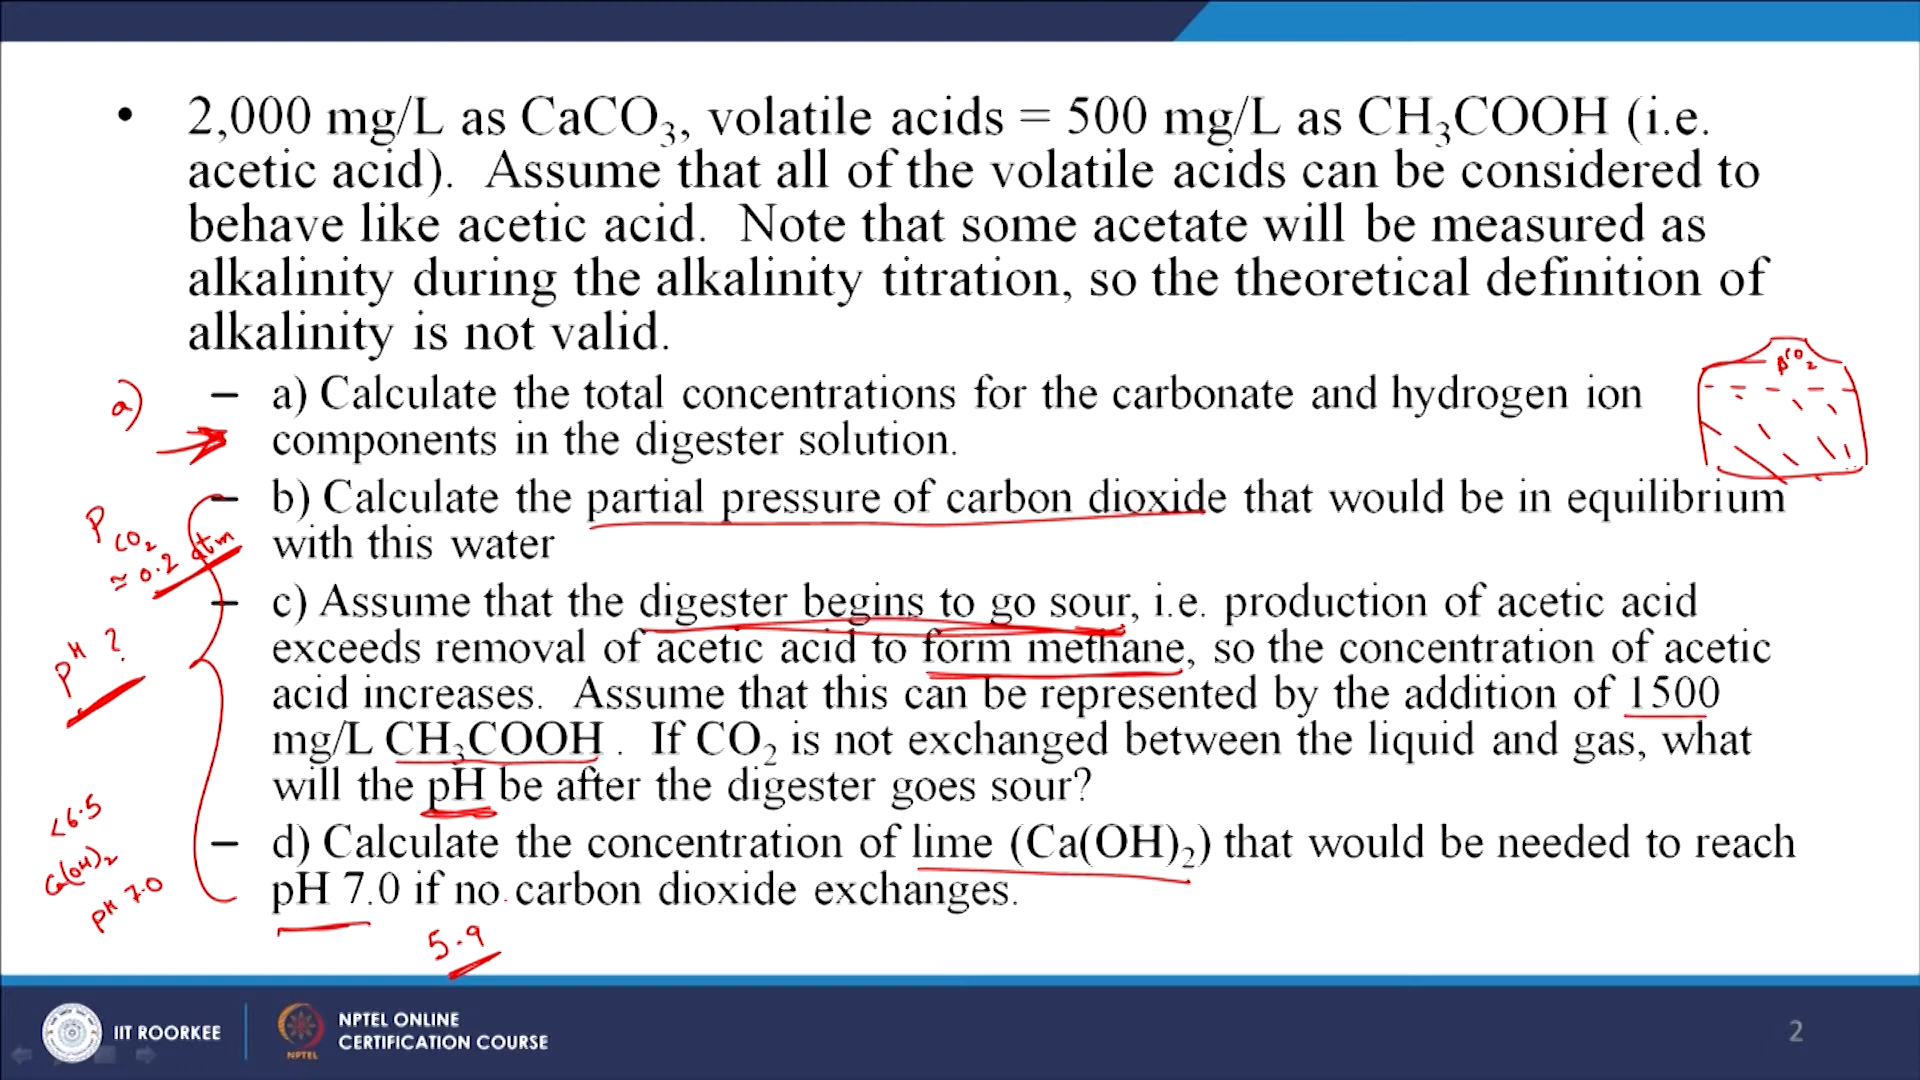 • 2,000 mg/L as CaCO₃, volatile acids = 500 mg/L as CH₃COOH (i.e.
acetic acid). Assume that all of the volatile acids can be considered to
behave like acetic acid. Note that some acetate will be measured as
alkalinity during the alkalinity titration, so the theoretical definition of
alkalinity is not valid.
a)
PCO₂
– a) Calculate the total concentrations for the carbonate and hydrogen ion
components in the digester solution.
– b) Calculate the partial pressure of carbon dioxide that would be in equilibrium
with this water
PCO₂
≈ 0.2 atm
– c) Assume that the digester begins to go sour, i.e. production of acetic acid
exceeds removal of acetic acid to form methane, so the concentration of acetic
acid increases. Assume that this can be represented by the addition of 1500
mg/L CH₃COOH . If CO₂ is not exchanged between the liquid and gas, what
will the pH be after the digester goes sour?
pH ?
<6.5
Ca(OH)₂
pH 7.0
– d) Calculate the concentration of lime (Ca(OH)₂) that would be needed to reach
pH 7.0 if no carbon dioxide exchanges.
5.9
IIT ROORKEE
NPTEL
NPTEL ONLINE
CERTIFICATION COURSE
2